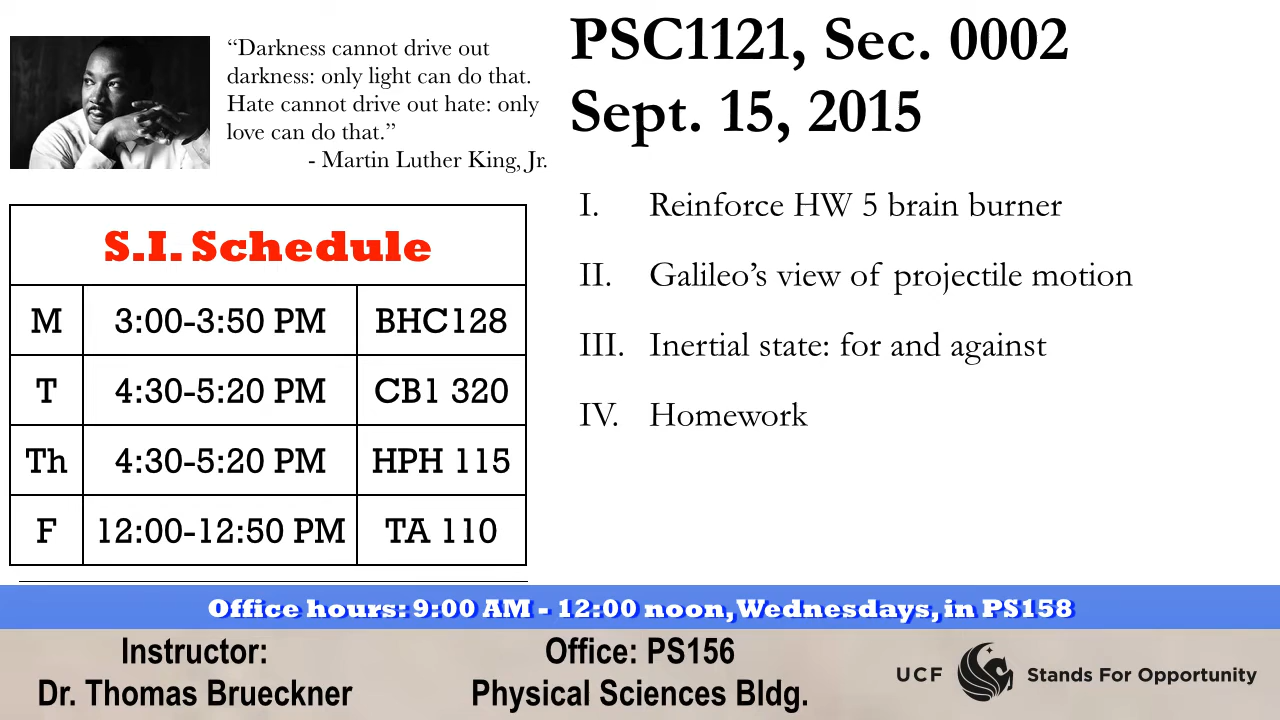 “Darkness cannot drive out
darkness: only light can do that.
Hate cannot drive out hate: only
love can do that.”
- Martin Luther King, Jr.
PSC1121, Sec. 0002
Sept. 15, 2015
I. Reinforce HW 5 brain burner
II. Galileo’s view of projectile motion
III. Inertial state: for and against
IV. Homework
S.I. Schedule
M 3:00-3:50 PM BHC128
T 4:30-5:20 PM CB1 320
Th 4:30-5:20 PM HPH 115
F 12:00-12:50 PM TA 110
Office hours: 9:00 AM - 12:00 noon, Wednesdays, in PS158
Instructor:
Dr. Thomas Brueckner
Office: PS156
Physical Sciences Bldg.
UCF Stands For Opportunity